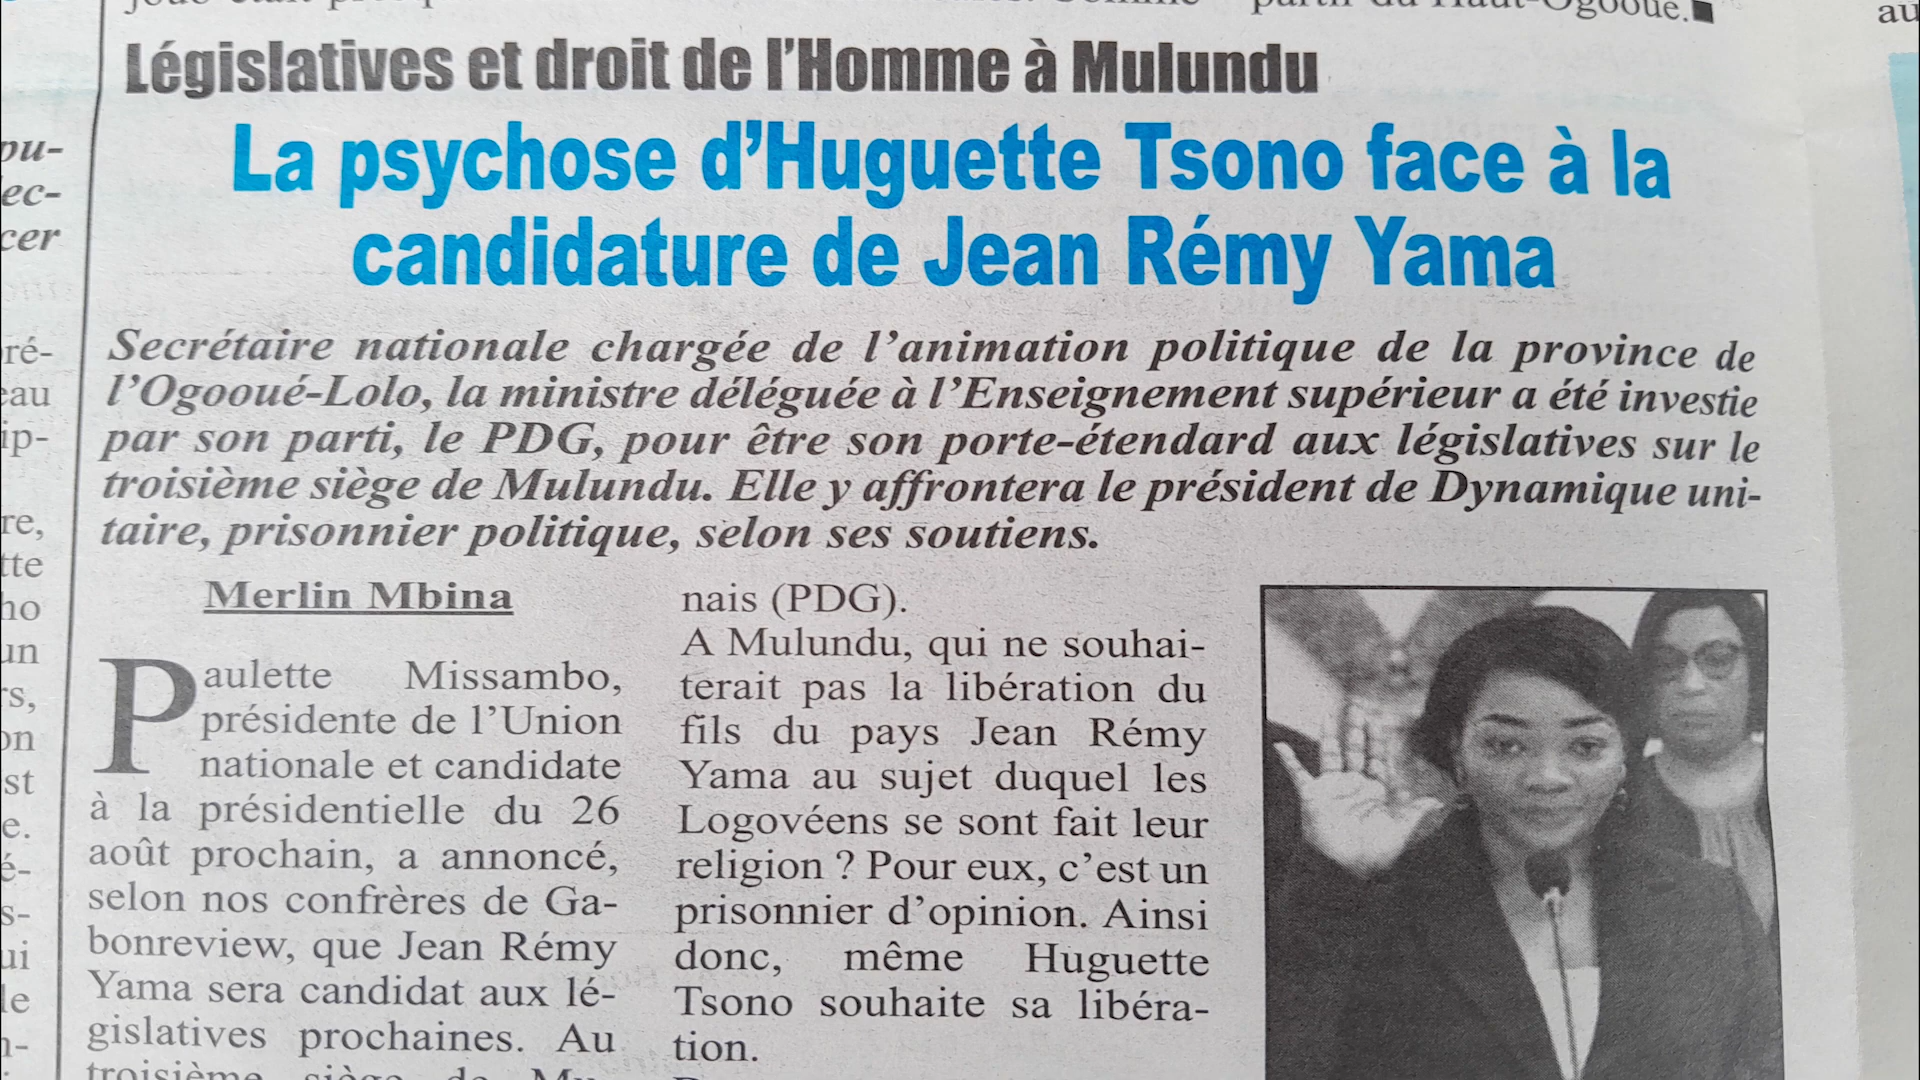 Haut-Ogooué.
au
Législatives et droit de l'Homme à Mulundu
La psychose d'Huguette Tsono face à la
candidature de Jean Rémy Yama
Secrétaire nationale chargée de l'animation politique de la province de
l'Ogooué-Lolo, la ministre déléguée à l'Enseignement supérieur a été investie
par son parti, le PDG, pour être son porte-étendard aux législatives sur le
troisième siège de Mulundu. Elle y affrontera le président de Dynamique uni-
taire, prisonnier politique, selon ses soutiens.
Merlin Mbina
Paulette Missambo,
présidente de l'Union
nationale et candidate
à la présidentielle du 26
août prochain, a annoncé,
selon nos confrères de Ga-
bonreview, que Jean Rémy
Yama sera candidat aux lé-
gislatives prochaines. Au
troisième siège de Mu-
nais (PDG).
A Mulundu, qui ne souhai-
terait pas la libération du
fils du pays Jean Rémy
Yama au sujet duquel les
Logovéens se sont fait leur
religion ? Pour eux, c'est un
prisonnier d'opinion. Ainsi
donc, même Huguette
Tsono souhaite sa libéra-
tion.